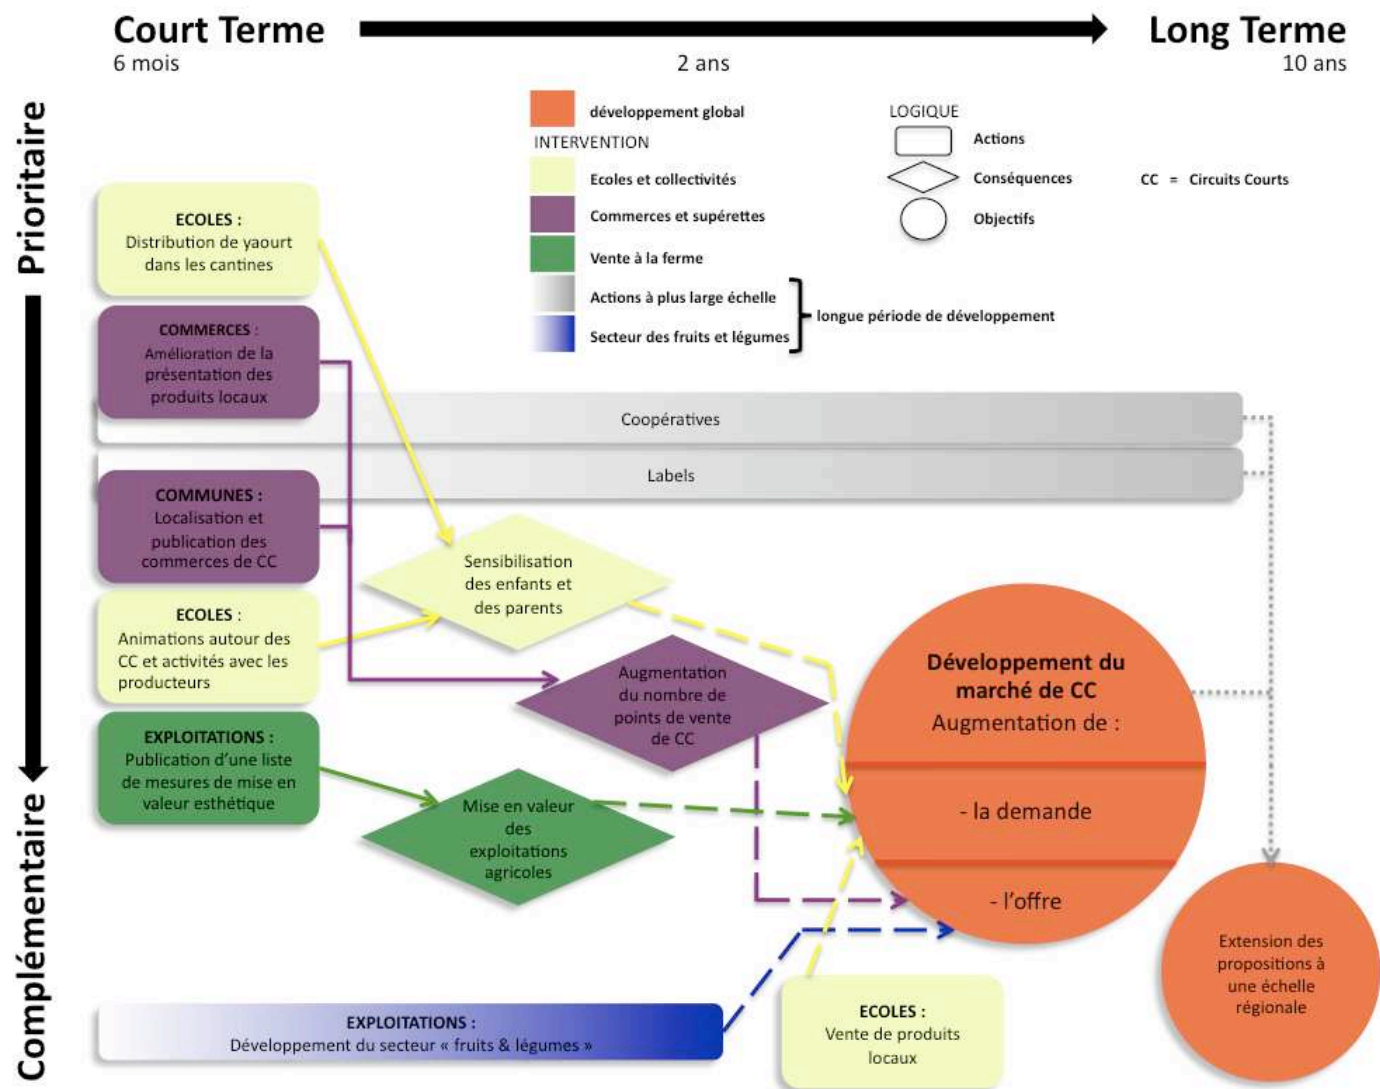 Court Terme
Long Terme
6 mois
2 ans
10 ans
Prioritaire
Complémentaire
développement global
INTERVENTION
Ecoles et collectivités
Commerces et supérettes
Vente à la ferme
Actions à plus large échelle
Secteur des fruits et légumes
longue période de développement
LOGIQUE
Actions
Conséquences
Objectifs
CC = Circuits Courts
ECOLES :
Distribution de yaourt
dans les cantines
COMMERCES :
Amélioration de la
présentation des
produits locaux
Coopératives
Labels
COMMUNES :
Localisation et
publication des
commerces de CC
ECOLES :
Animations autour des
CC et activités avec les
producteurs
EXPLOITATIONS :
Publication d'une liste
de mesures de mise en
valeur esthétique
Sensibilisation
des enfants et
des parents
Augmentation
du nombre de
points de vente
de CC
Mise en valeur
des
exploitations
agricoles
Développement du
marché de CC
Augmentation de :
- la demande
- l'offre
Extension des
propositions à
une échelle
régionale
EXPLOITATIONS :
Développement du secteur « fruits & légumes »
ECOLES :
Vente de produits
locaux